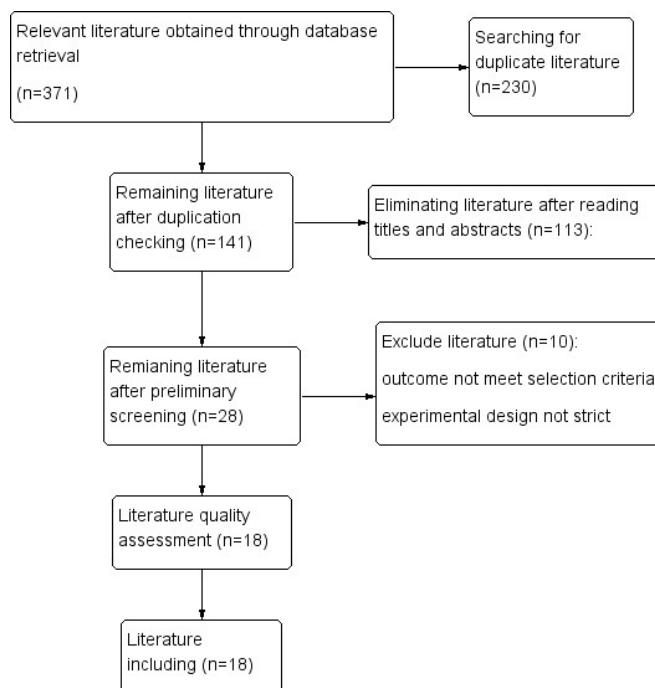 Relevant literature obtained through database
retrieval
(n=371)
Searching for
duplicate literature
(n=230)
Remaining literature
after duplication
checking (n=141)
Eliminating literature after reading
titles and abstracts (n=113):
Remianing literature
after preliminary
screening (n=28)
Exclude literature (n=10):
outcome not meet selection criteria
experimental design not strict
Literature quality
assessment (n=18)
Literature
including (n=18)